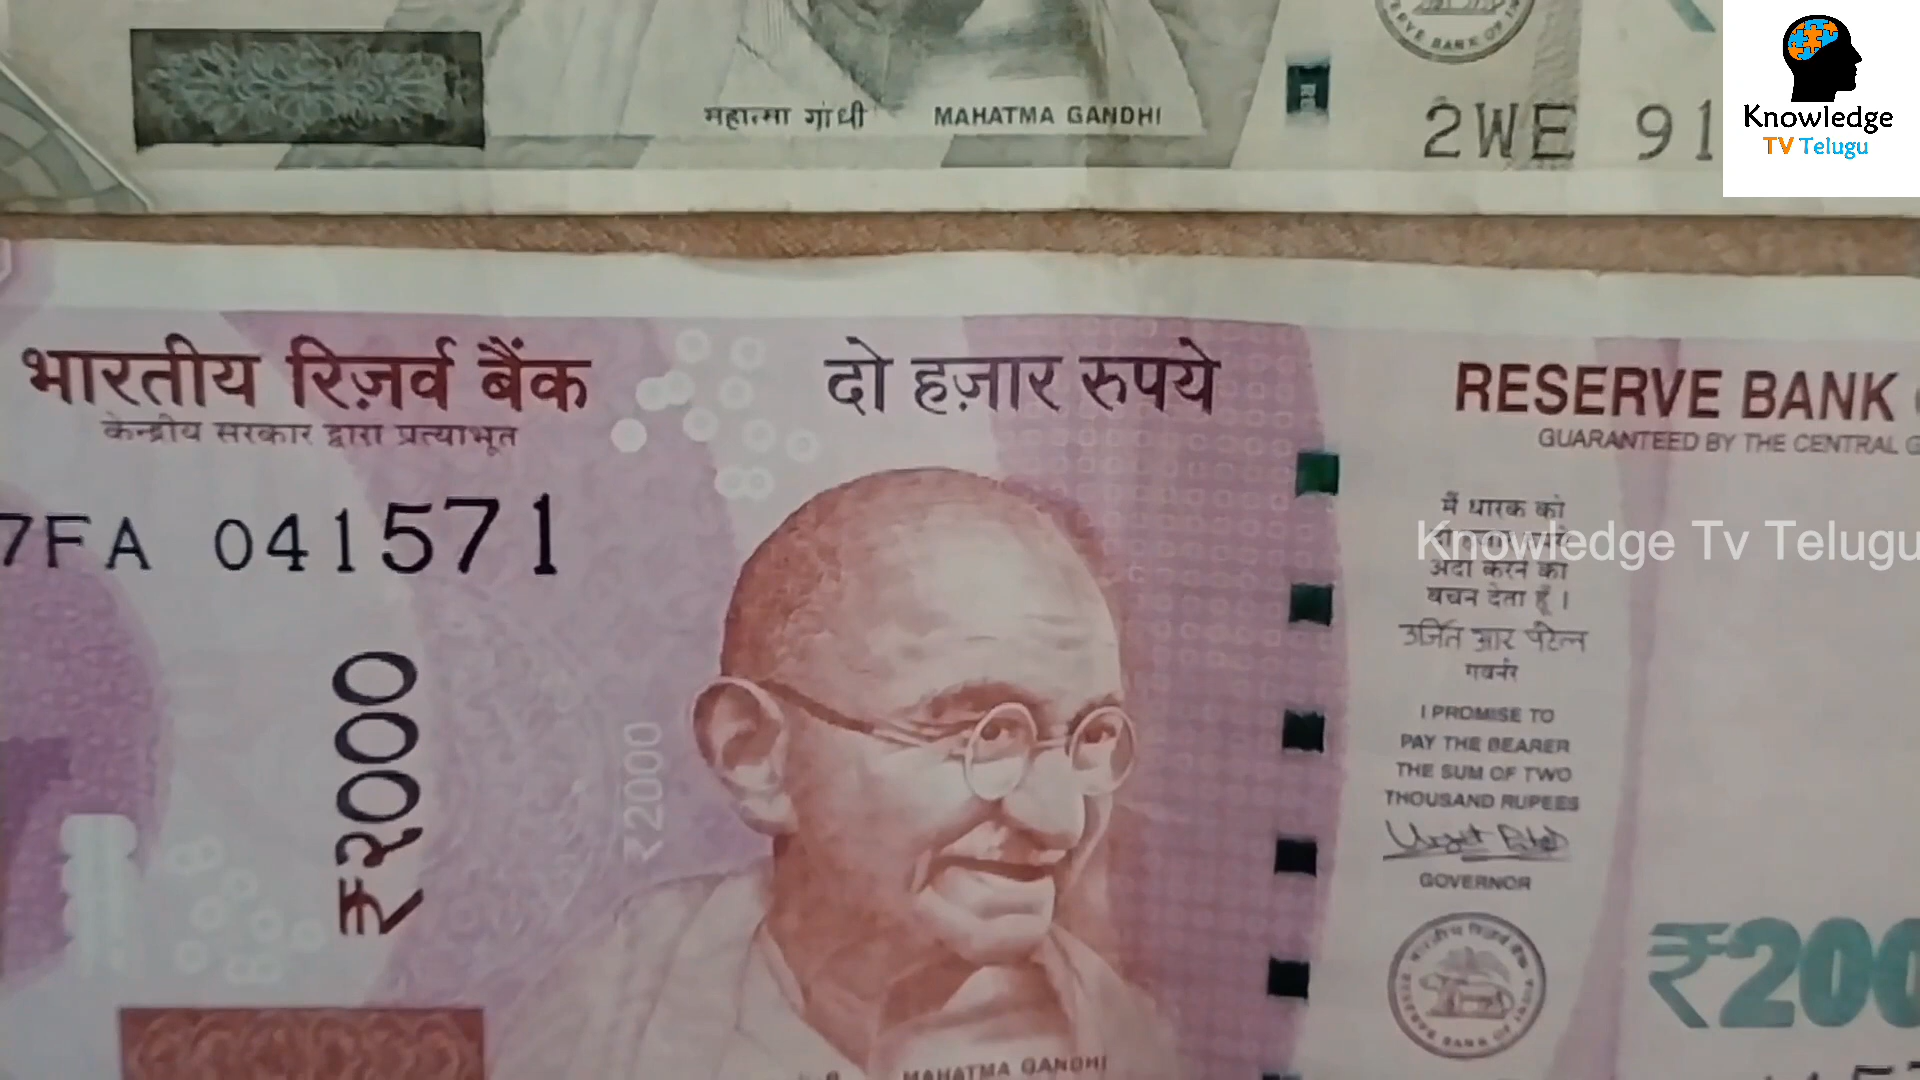 महात्मा गांधी MAHATMA GANDHI
2WE 91
Knowledge
TV Telugu
भारतीय रिज़र्व बैंक
केन्द्रीय सरकार द्वारा प्रत्याभूत
दो हज़ार रुपये
RESERVE BANK
GUARANTEED BY THE CENTRAL G
7FA 041571
₹२०००
₹2000
मैं धारक को
Knowledge Tv Telugu
अदा करने का
वचन देता हूँ ।
उर्जित आर पटेल
गवर्नर
I PROMISE TO
PAY THE BEARER
THE SUM OF TWO
THOUSAND RUPEES
GOVERNOR
₹200
MAHATMA GANDHI